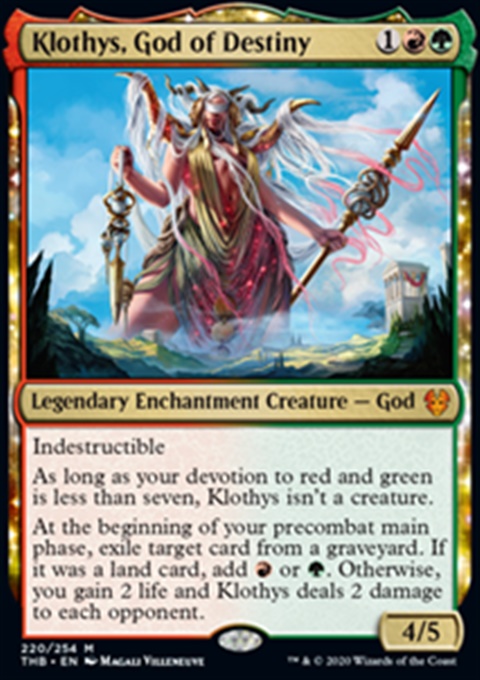 Klothys, God of Destiny 1
Legendary Enchantment Creature — God
Indestructible
As long as your devotion to red and green
is less than seven, Klothys isn't a creature.
At the beginning of your precombat main
phase, exile target card from a graveyard. If
it was a land card, add or . Otherwise,
you gain 2 life and Klothys deals 2 damage
to each opponent.
4/5
220/254 M
THB • EN Magali Villeneuve
™ & © 2020 Wizards of the Coast